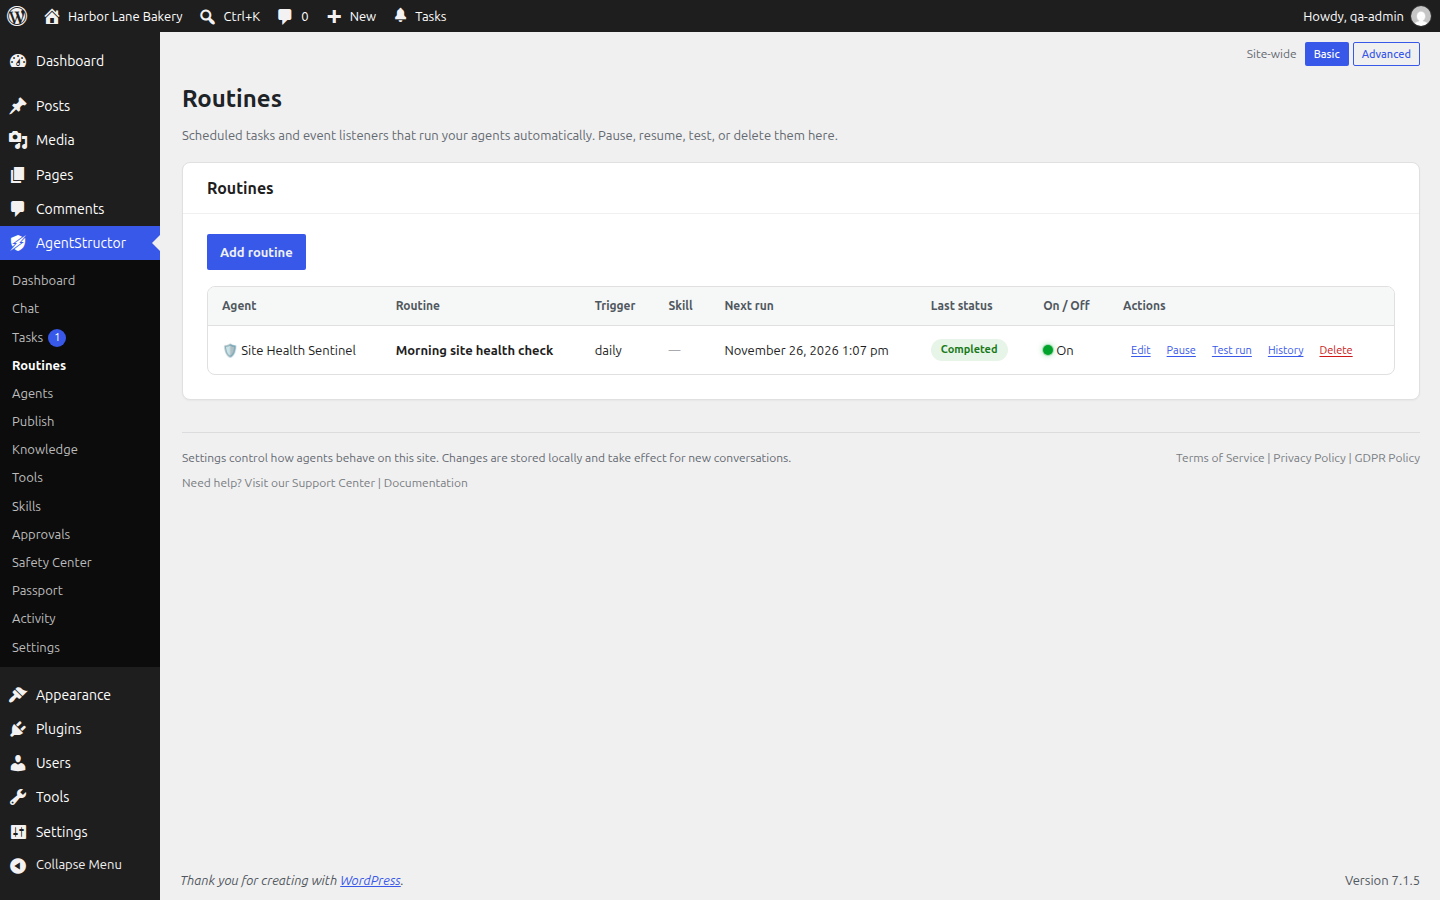 Harbor Lane Bakery Ctrl+K 0 New Tasks Howdy, qa-admin
Dashboard
Posts
Media
Pages
Comments
AgentStructor
Dashboard
Chat
Tasks 1
Routines
Agents
Publish
Knowledge
Tools
Skills
Approvals
Safety Center
Passport
Activity
Settings
Appearance
Plugins
Users
Tools
Settings
Collapse Menu
Site-wide Basic Advanced
Routines
Scheduled tasks and event listeners that run your agents automatically. Pause, resume, test, or delete them here.
Routines
Add routine
Agent Routine Trigger Skill Next run Last status On / Off Actions
Site Health Sentinel Morning site health check daily — November 26, 2026 1:07 pm Completed On Edit Pause Test run History Delete
Settings control how agents behave on this site. Changes are stored locally and take effect for new conversations. Terms of Service | Privacy Policy | GDPR Policy
Need help? Visit our Support Center | Documentation
Thank you for creating with WordPress. Version 7.1.5